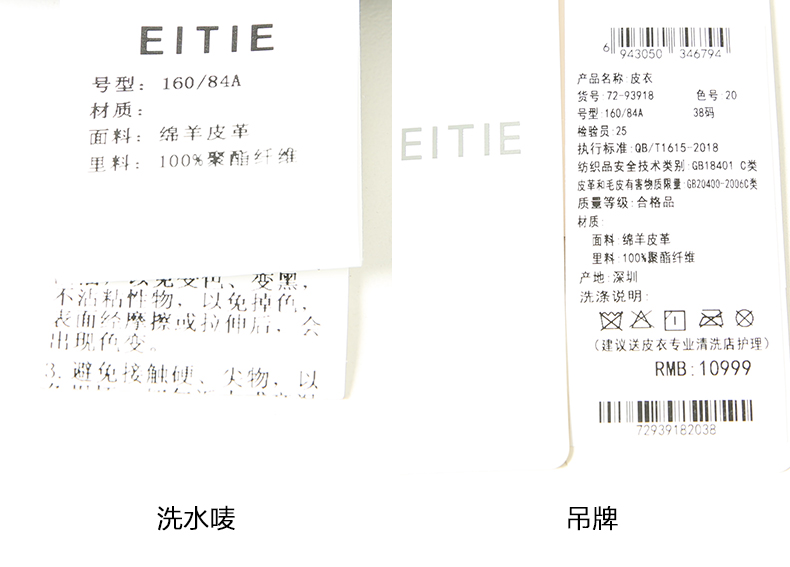 EITIE
号型: 160/84A
材质:
面料: 绵羊皮革
里料: 100%聚酯纤维
不沾粘性物, 以免掉色,
表面经摩擦或拉伸后, 会
出现色变。
3. 避免接触硬、尖物, 以
洗水唛
EITIE
6 943050 346794
产品名称:皮衣
货号:72-93918 色号:20
号型:160/84A 38码
检验员:25
执行标准:QB/T1615-2018
纺织品安全技术类别:GB18401 C类
皮革和毛皮有害物质限量:GB20400-2006C类
质量等级:合格品
材质:
面料:绵羊皮革
里料:100%聚酯纤维
产地:深圳
洗涤说明:
(建议送皮衣专业清洗店护理)
RMB:10999
72939182038
吊牌